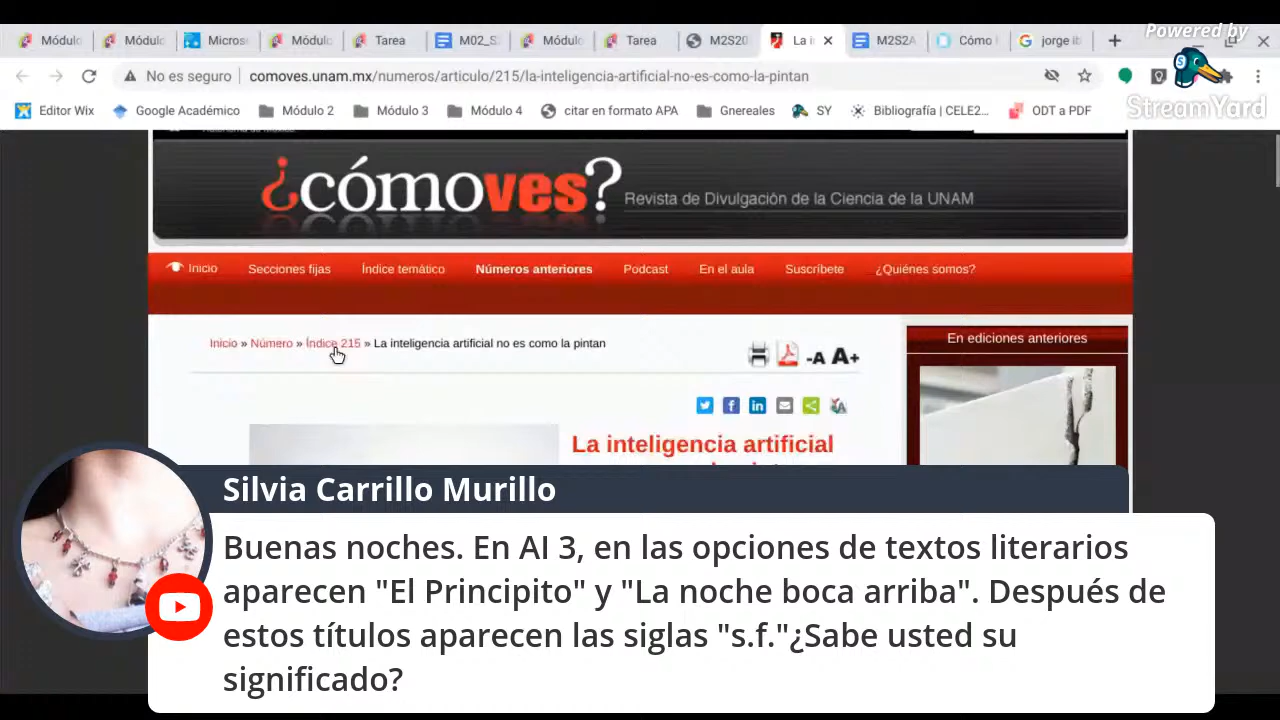 Powered by
StreamYard
Módulo
Módulo
Micros
Módulo
Tarea
M02_S
Módulo
Tarea
M2S20
La i
M2S2A
Cómo
jorge ib
No es seguro
comoves.unam.mx/numeros/articulo/215/la-inteligencia-artificial-no-es-como-la-pintan
Editor Wix
Google Académico
Módulo 2
Módulo 3
Módulo 4
citar en formato APA
Gnereales
SY
Bibliografía | CELE2...
ODT a PDF
¿cómoves?
Revista de Divulgación de la Ciencia de la UNAM
Inicio
Secciones fijas
Índice temático
Números anteriores
Podcast
En el aula
Suscríbete
¿Quiénes somos?
Inicio » Número » Índice 215 » La inteligencia artificial no es como la pintan
-A A+
En ediciones anteriores
La inteligencia artificial
Silvia Carrillo Murillo
Buenas noches. En AI 3, en las opciones de textos literarios
aparecen "El Principito" y "La noche boca arriba". Después de
estos títulos aparecen las siglas "s.f."¿Sabe usted su
significado?